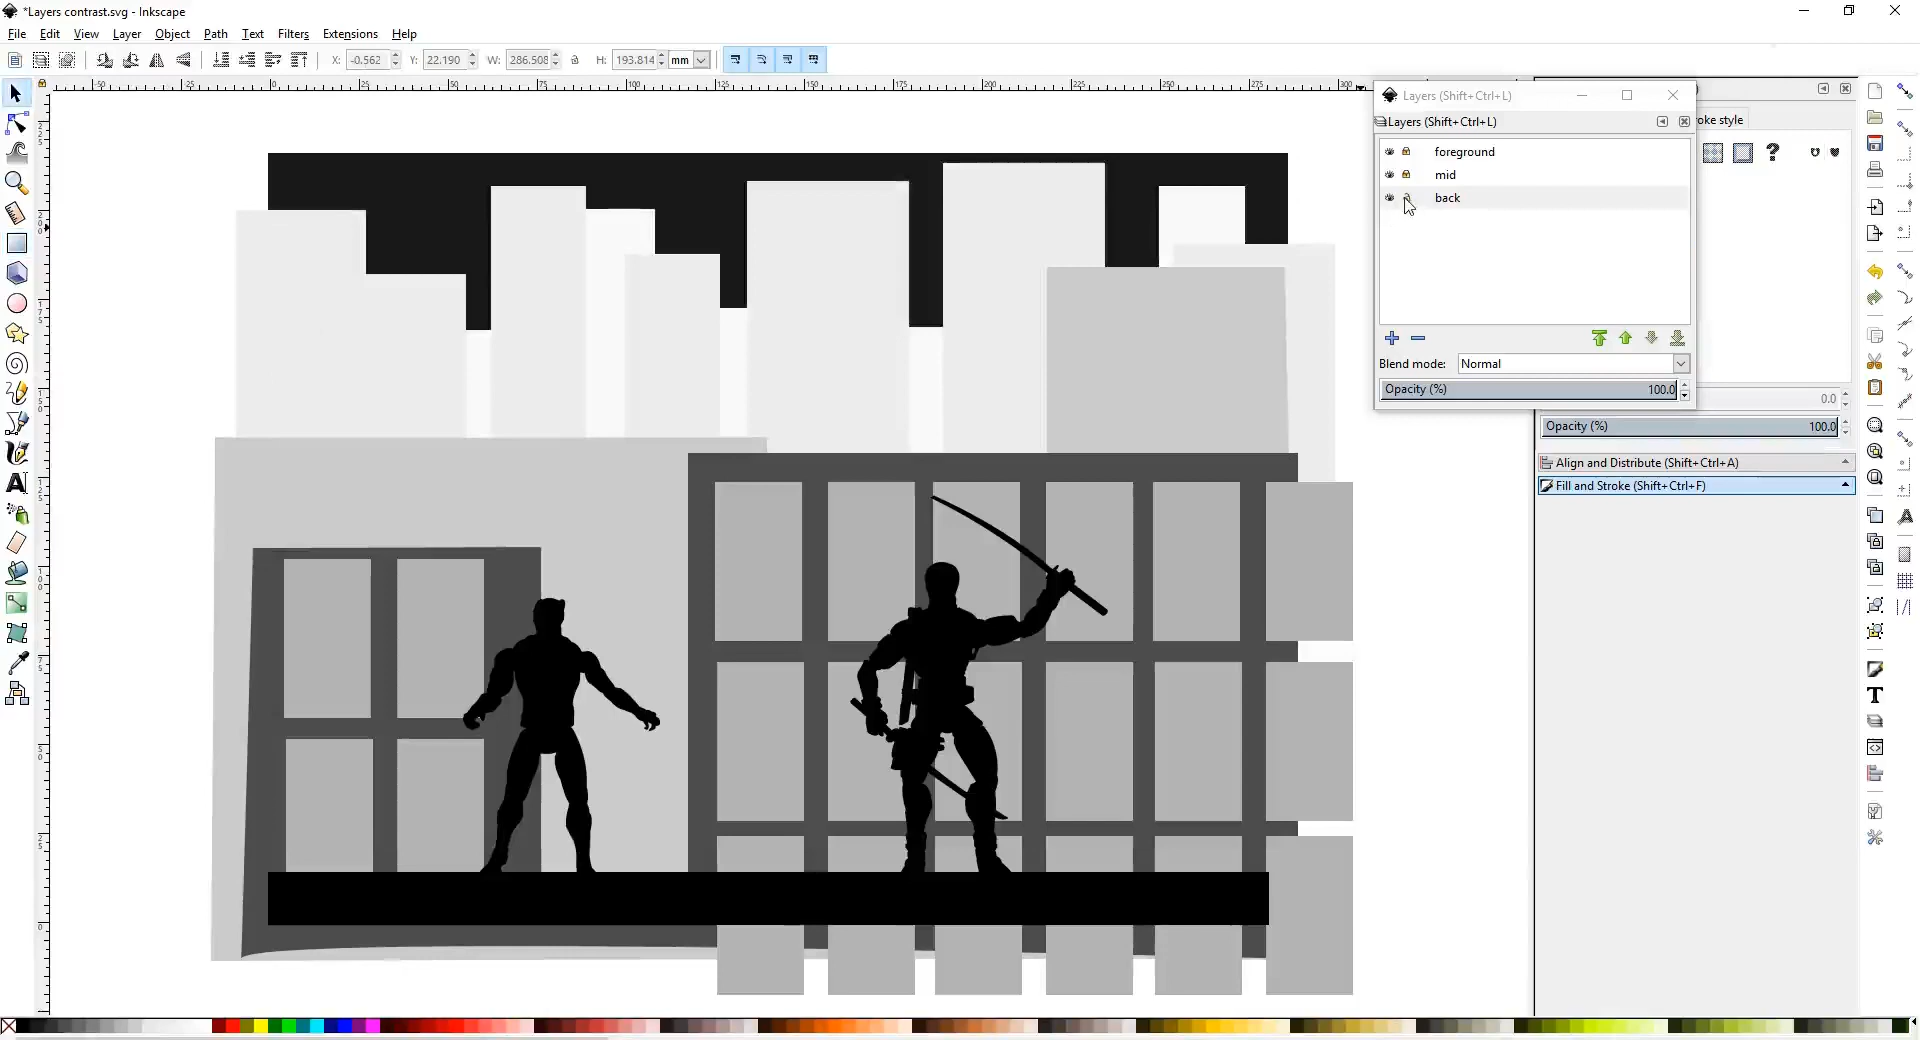 *Layers contrast.svg - Inkscape
File Edit View Layer Object Path Text Filters Extensions Help
X: -0.562 Y: 22.190 W: 286.508 H: 193.814 mm
Layers (Shift+Ctrl+L)
Layers (Shift+Ctrl+L)
oke style
foreground
mid
back
Blend mode: Normal
Opacity (%) 100.0
0.0
Opacity (%) 100.0
Align and Distribute (Shift+Ctrl+A)
Fill and Stroke (Shift+Ctrl+F)